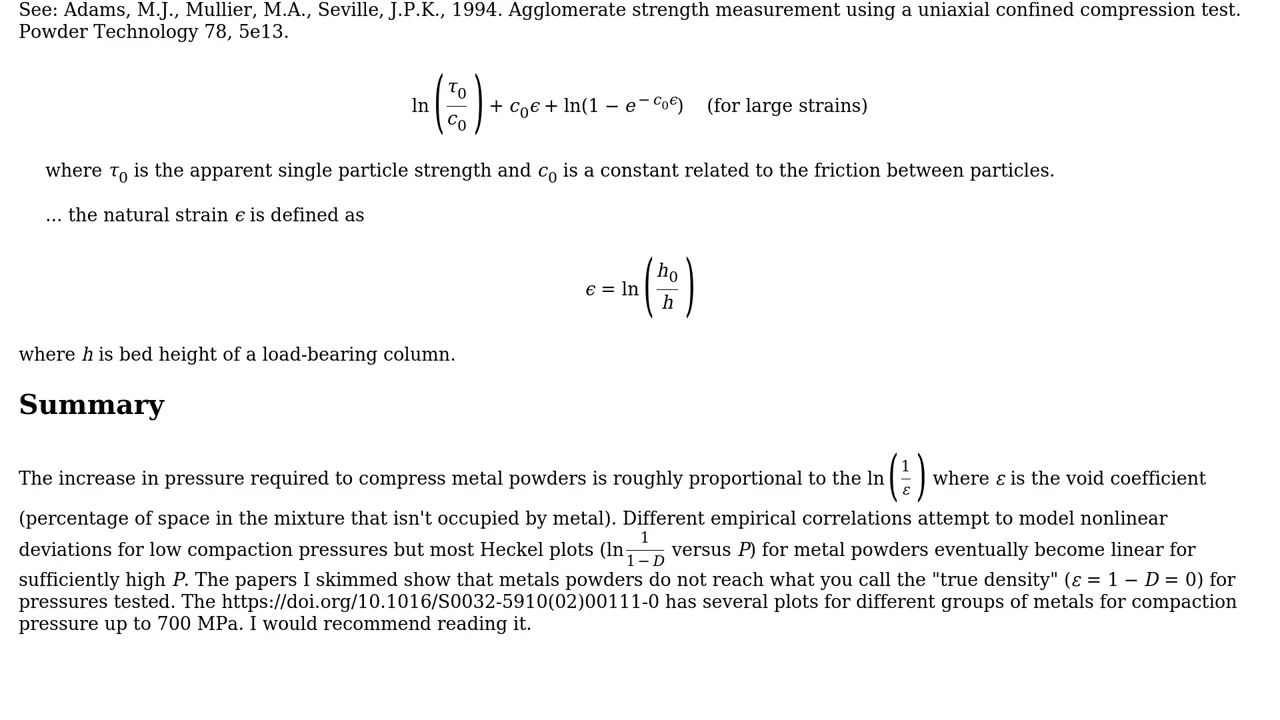 See: Adams, M.J., Mullier, M.A., Seville, J.P.K., 1994. Agglomerate strength measurement using a uniaxial confined compression test.
Powder Technology 78, 5e13.
ln(τ₀/c₀) + c₀ϵ + ln(1 − e^(−c₀ϵ)) (for large strains)
where τ₀ is the apparent single particle strength and c₀ is a constant related to the friction between particles.
... the natural strain ϵ is defined as
ϵ = ln(h₀/h)
where h is bed height of a load-bearing column.
Summary
The increase in pressure required to compress metal powders is roughly proportional to the ln(1/ε) where ε is the void coefficient
(percentage of space in the mixture that isn't occupied by metal). Different empirical correlations attempt to model nonlinear
deviations for low compaction pressures but most Heckel plots (ln 1/(1−D) versus P) for metal powders eventually become linear for
sufficiently high P. The papers I skimmed show that metals powders do not reach what you call the "true density" (ε = 1 − D = 0) for
pressures tested. The https://doi.org/10.1016/S0032-5910(02)00111-0 has several plots for different groups of metals for compaction
pressure up to 700 MPa. I would recommend reading it.